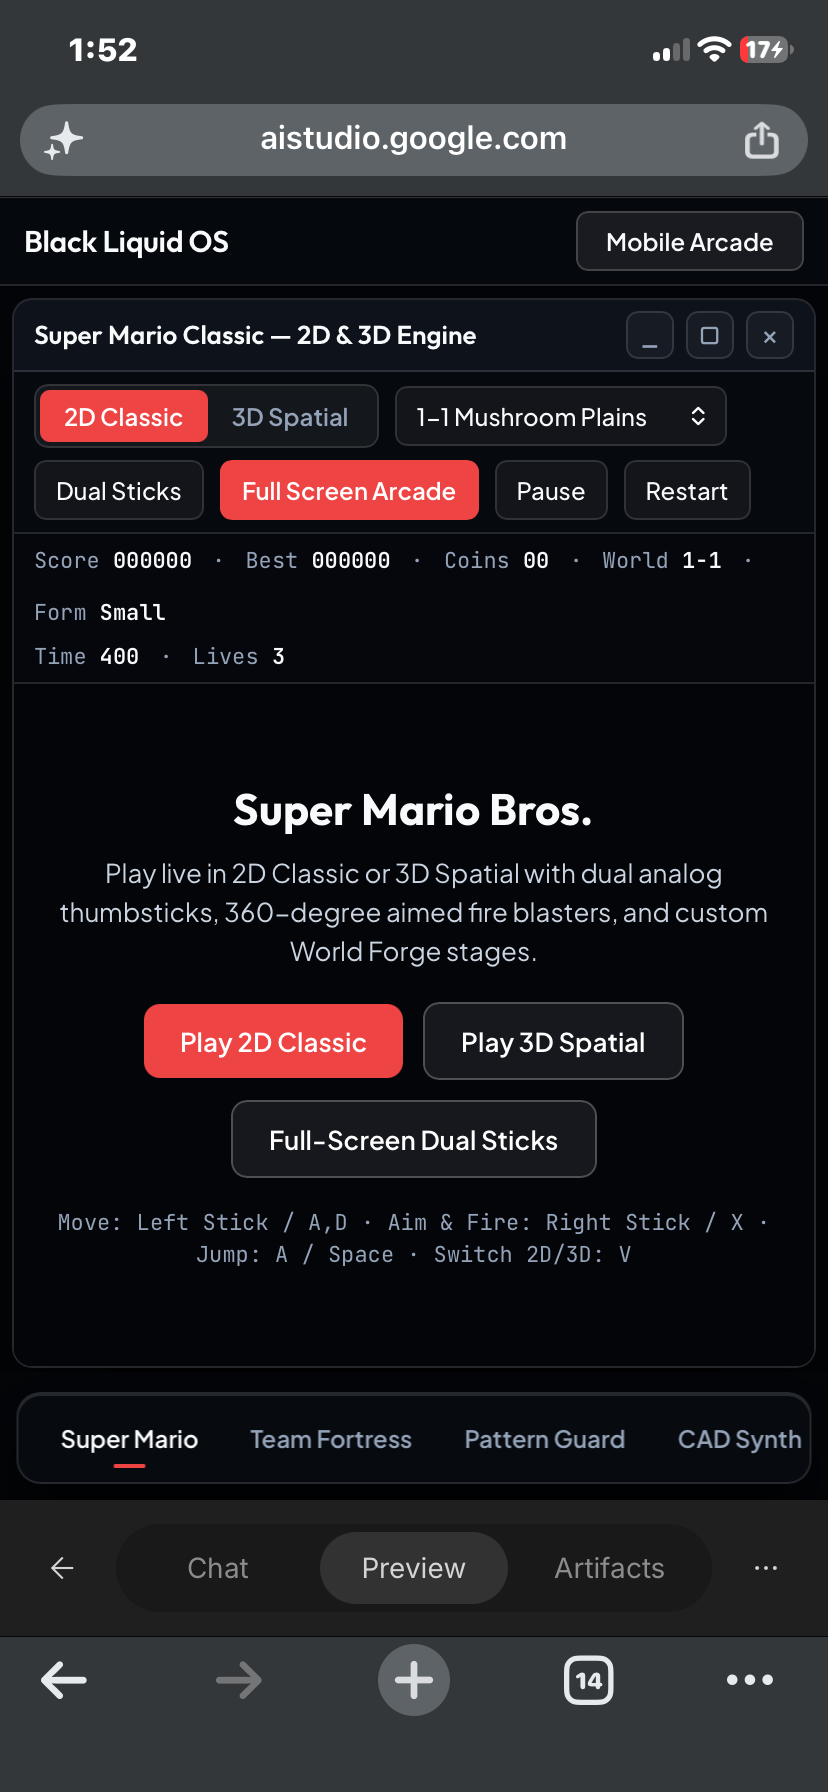 1:52
17
aistudio.google.com
Black Liquid OS
Mobile Arcade
Super Mario Classic — 2D & 3D Engine
2D Classic
3D Spatial
1-1 Mushroom Plains
Dual Sticks
Full Screen Arcade
Pause
Restart
Score 000000 · Best 000000 · Coins 00 · World 1-1 ·
Form Small
Time 400 · Lives 3
Super Mario Bros.
Play live in 2D Classic or 3D Spatial with dual analog
thumbsticks, 360-degree aimed fire blasters, and custom
World Forge stages.
Play 2D Classic
Play 3D Spatial
Full-Screen Dual Sticks
Move: Left Stick / A,D · Aim & Fire: Right Stick / X ·
Jump: A / Space · Switch 2D/3D: V
Super Mario
Team Fortress
Pattern Guard
CAD Synth
Chat
Preview
Artifacts
14